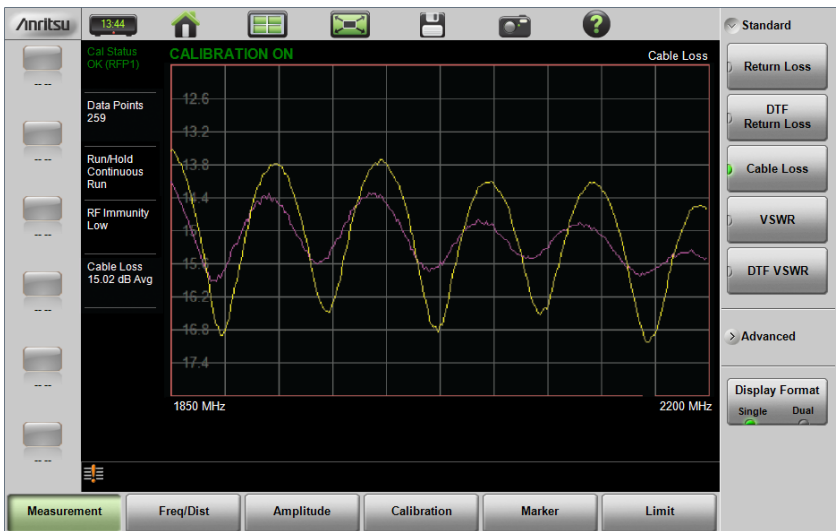 Anritsu
13:44
?
Standard
Cal Status
OK (RFP1)
CALIBRATION ON
Cable Loss
Data Points
259
Run/Hold
Continuous
Run
RF Immunity
Low
Cable Loss
15.02 dB Avg
12.6
13.2
13.8
14.4
16.2
16.8
17.4
1850 MHz
2200 MHz
-- --
-- --
-- --
-- --
-- --
-- --
Return Loss
DTF
Return Loss
Cable Loss
VSWR
DTF VSWR
Advanced
Display Format
Single Dual
Measurement
Freq/Dist
Amplitude
Calibration
Marker
Limit